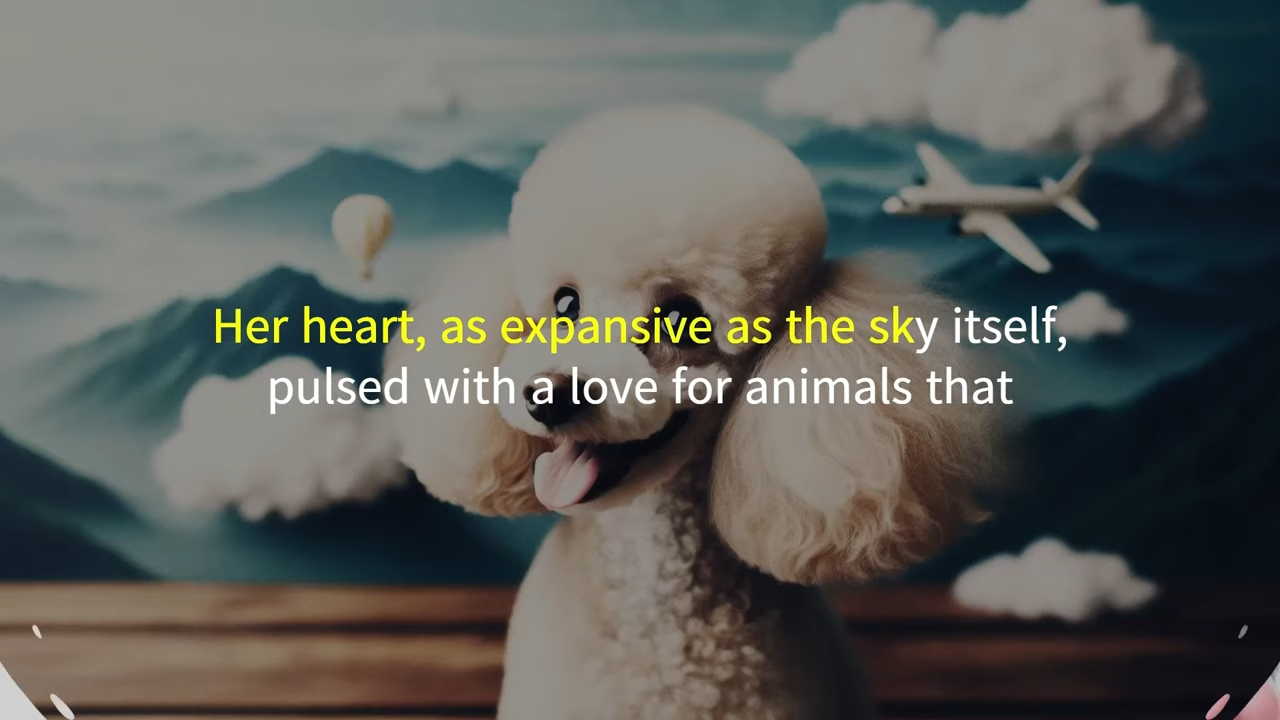 Her heart, as expansive as the sky itself,
pulsed with a love for animals that